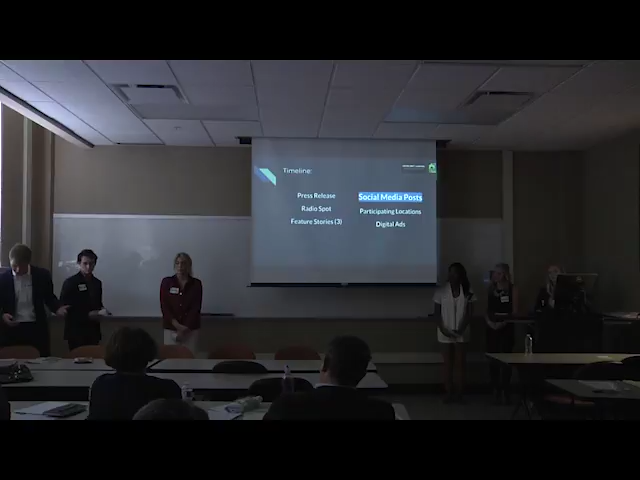 Timeline:
Press Release
Radio Spot
Feature Stories (3)
Social Media Posts
Participating Locations
Digital Ads